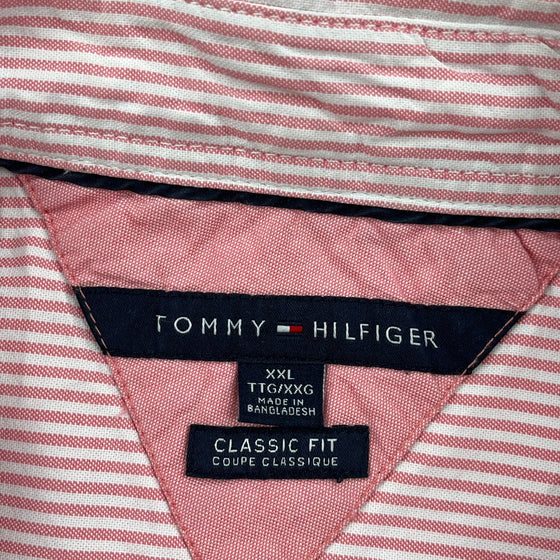 TOMMY HILFIGER
XXL
TTG/XXG
MADE IN
BANGLADESH
CLASSIC FIT
COUPE CLASSIQUE